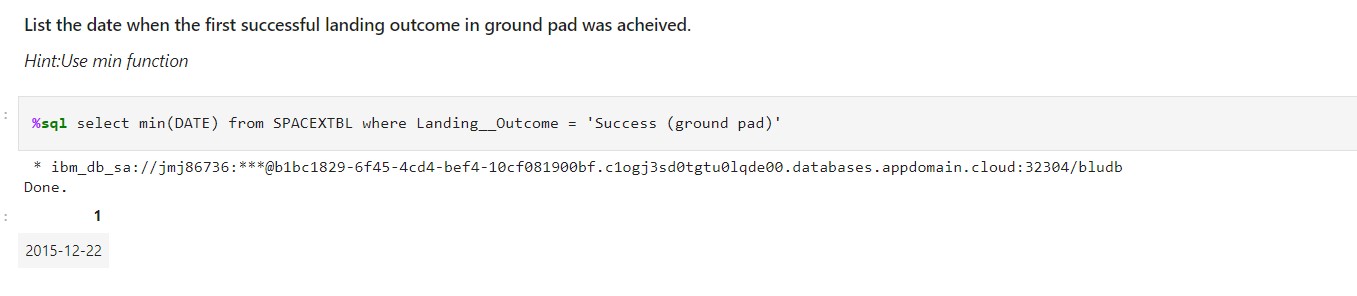 List the date when the first successful landing outcome in ground pad was acheived.
Hint:Use min function
: %sql select min(DATE) from SPACEXTBL where Landing__Outcome = 'Success (ground pad)'
* ibm_db_sa://jmj86736:***@b1bc1829-6f45-4cd4-bef4-10cf081900bf.c1ogj3sd0tgtu0lqde00.databases.appdomain.cloud:32304/bludb
Done.
: 1
2015-12-22